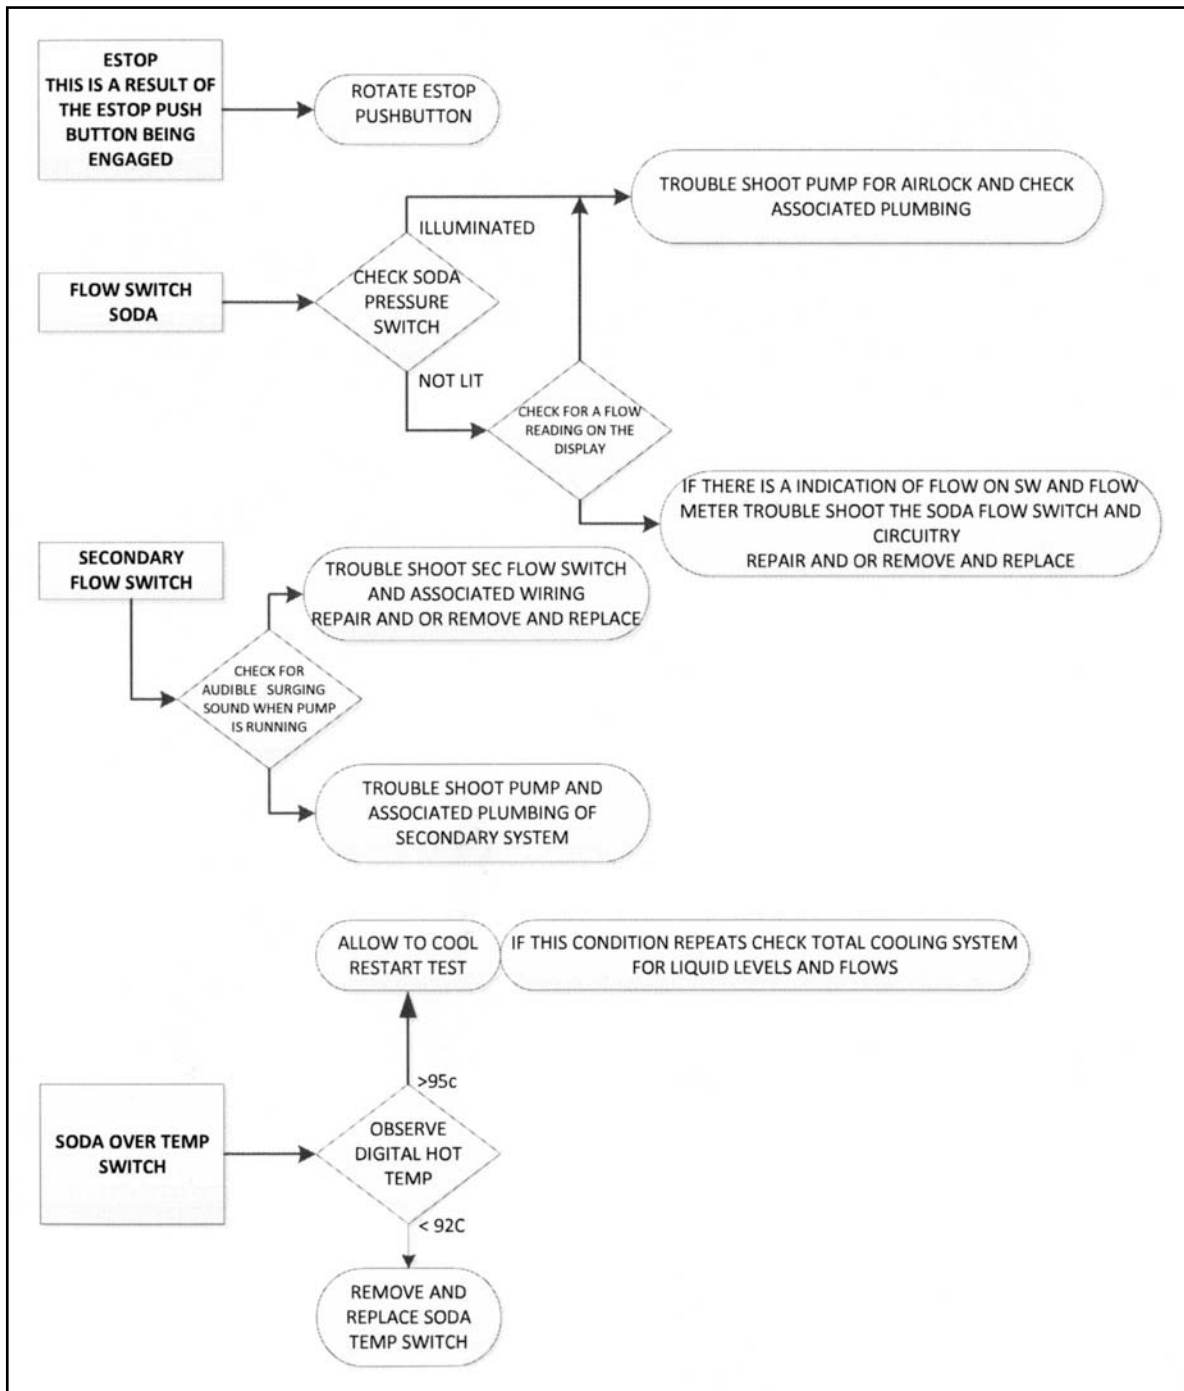 ESTOP
THIS IS A RESULT OF
THE ESTOP PUSH
BUTTON BEING
ENGAGED
ROTATE ESTOP
PUSHBUTTON
TROUBLE SHOOT PUMP FOR AIRLOCK AND CHECK
ASSOCIATED PLUMBING
ILLUMINATED
FLOW SWITCH
SODA
CHECK SODA
PRESSURE
SWITCH
NOT LIT
CHECK FOR A FLOW
READING ON THE
DISPLAY
IF THERE IS A INDICATION OF FLOW ON SW AND FLOW
METER TROUBLE SHOOT THE SODA FLOW SWITCH AND
CIRCUITRY
REPAIR AND OR REMOVE AND REPLACE
SECONDARY
FLOW SWITCH
TROUBLE SHOOT SEC FLOW SWITCH
AND ASSOCIATED WIRING
REPAIR AND OR REMOVE AND REPLACE
CHECK FOR
AUDIBLE SURGING
SOUND WHEN PUMP
IS RUNNING
TROUBLE SHOOT PUMP AND
ASSOCIATED PLUMBING OF
SECONDARY SYSTEM
ALLOW TO COOL
RESTART TEST
IF THIS CONDITION REPEATS CHECK TOTAL COOLING SYSTEM
FOR LIQUID LEVELS AND FLOWS
>95c
SODA OVER TEMP
SWITCH
OBSERVE
DIGITAL HOT
TEMP
< 92C
REMOVE AND
REPLACE SODA
TEMP SWITCH